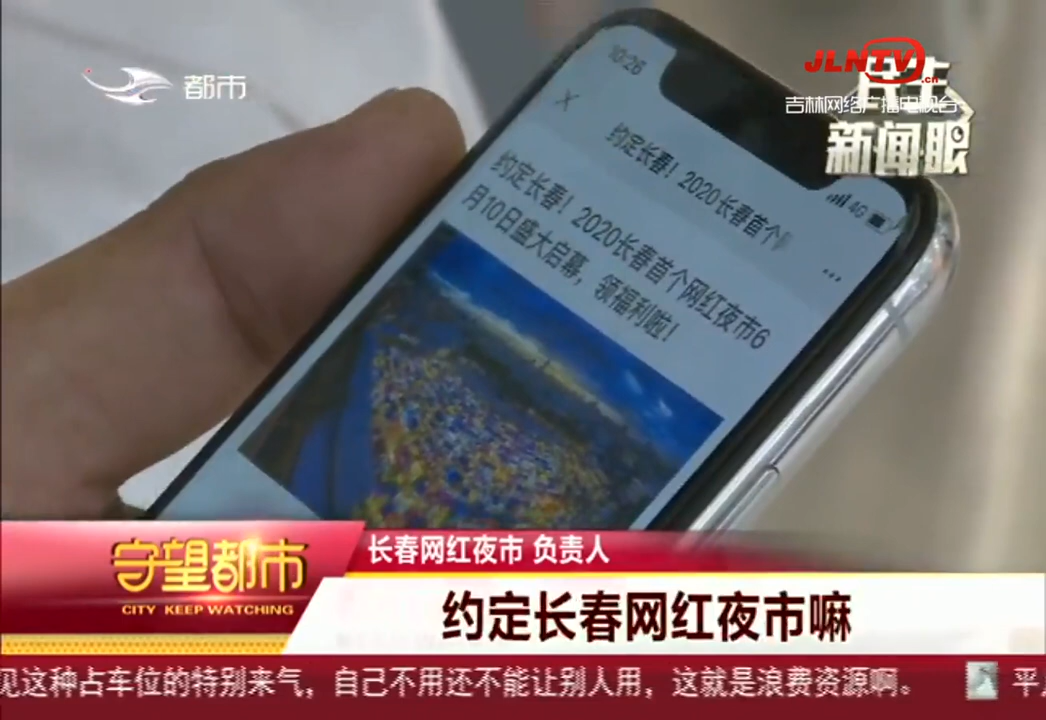 都市
JLNTV.cn
吉林网络广播电视台
民生
新闻眼
10:26
4G
约定长春！2020长春首个
...
约定长春！2020长春首个网红夜市6
月10日盛大启幕，领福利啦！
守望都市
CITY KEEP WATCHING
长春网红夜市 负责人
约定长春网红夜市嘛
见这种占车位的特别来气，自己不用还不能让别人用，这就是浪费资源啊。
平